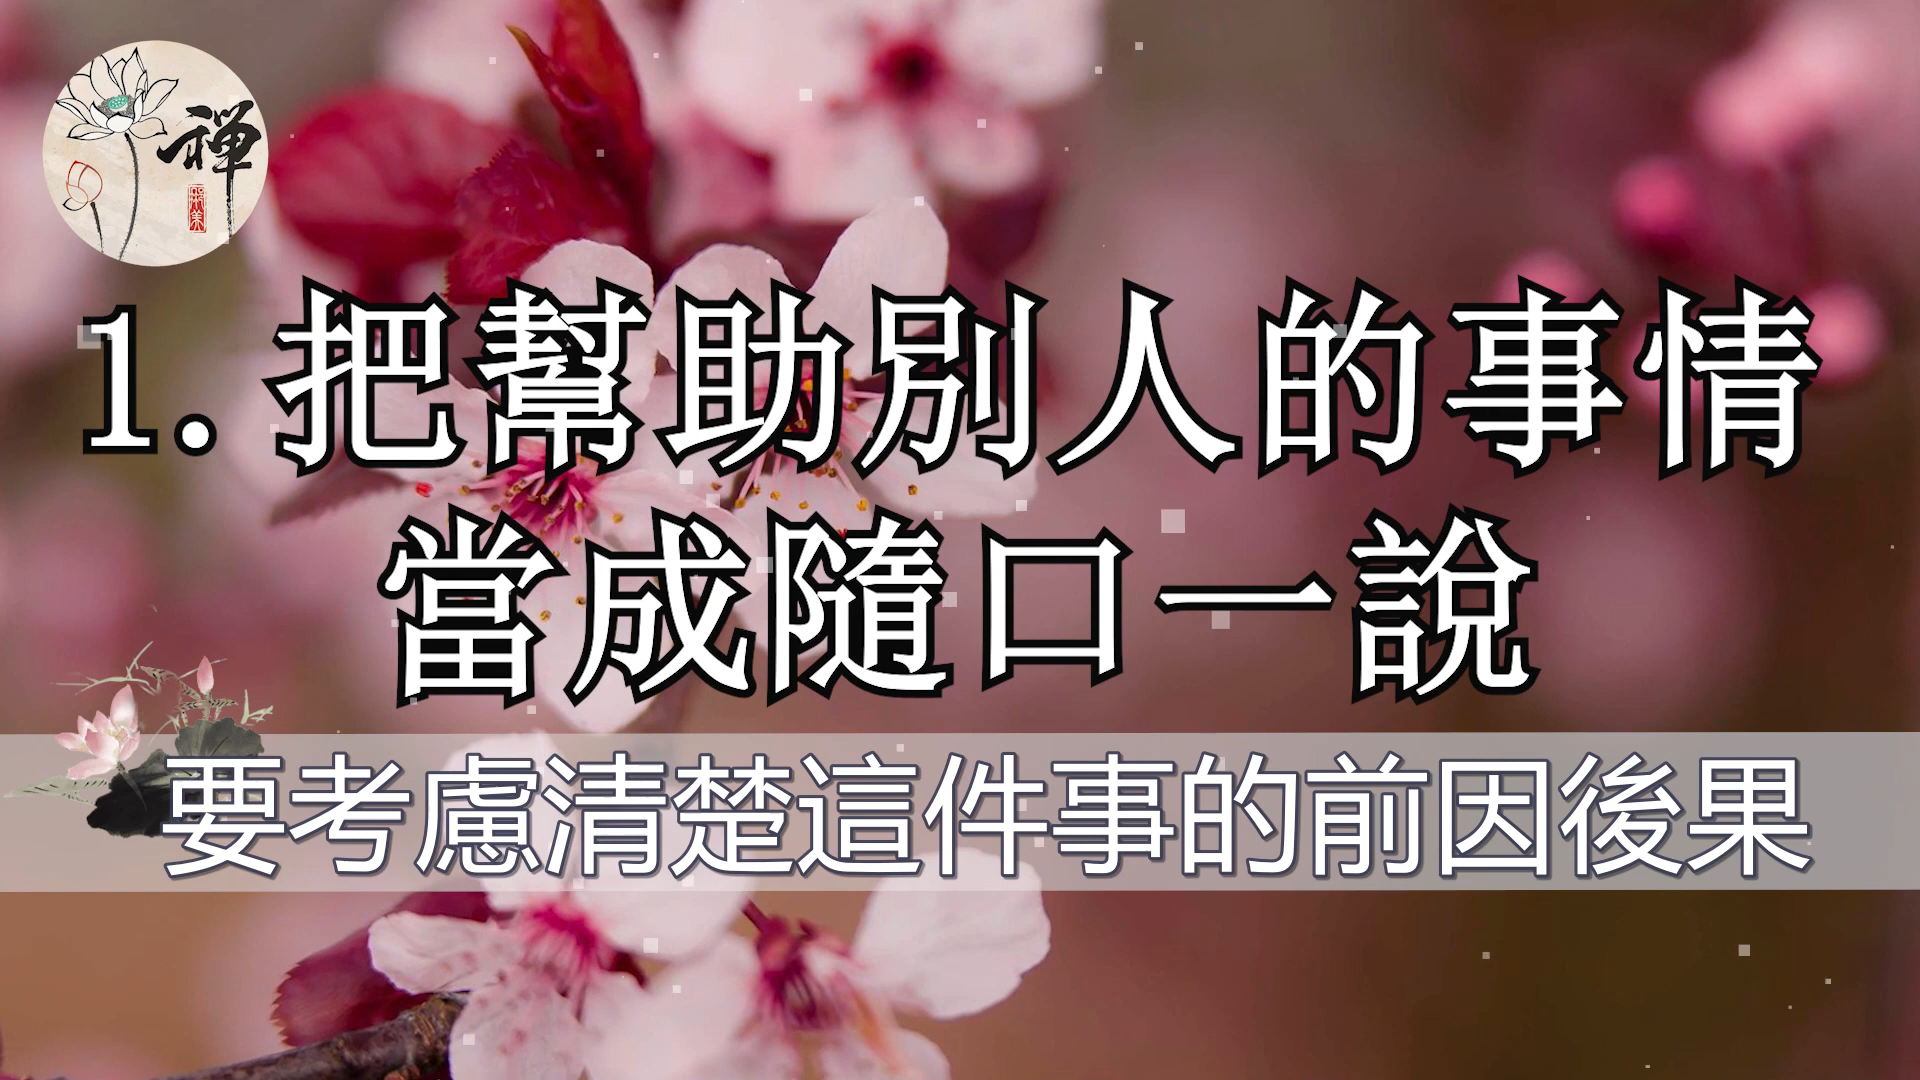 禅
1.把幫助別人的事情
當成隨口一說
要考慮清楚這件事的前因後果